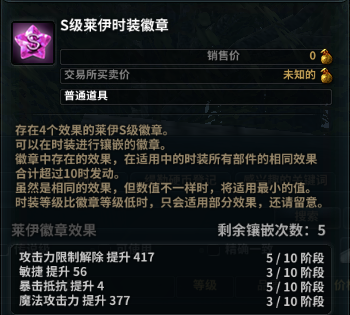 S级莱伊时装徽章
销售价 0
交易所买卖价 未知的
普通道具
存在4个效果的莱伊S级徽章。
可以在时装进行镶嵌的徽章。
徽章中存在的效果，在适用中的时装所有部件的相同效果
合计超过10时发动。
虽然是相同的效果，但数值不一样时，将适用最小的值。
时装等级比徽章等级低时，只会适用部分效果，还请留意。
莱伊徽章效果 剩余镶嵌次数：5
攻击力限制解除 提升 417 5 / 10 阶段
敏捷 提升 56 3 / 10 阶段
暴击抵抗 提升 4 5 / 10 阶段
魔法攻击力 提升 377 3 / 10 阶段